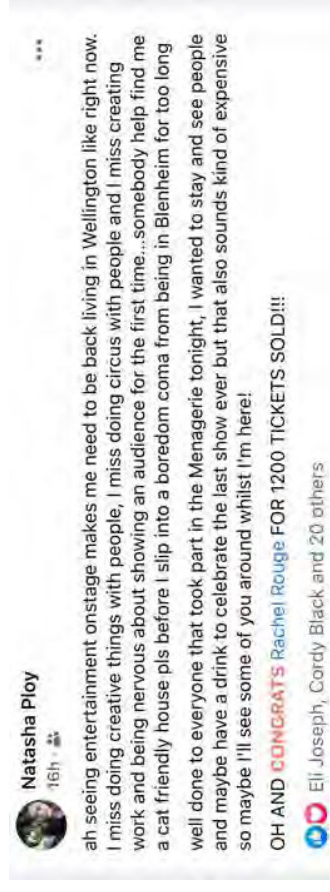 Natasha Ploy
16h ·
ah seeing entertainment onstage makes me need to be back living in Wellington like right now.
I miss doing creative things with people, I miss doing circus with people and I miss creating
work and being nervous about showing an audience for the first time...somebody help find me
a cat friendly house pls before I slip into a boredom coma from being in Blenheim for too long
well done to everyone that took part in the Menagerie tonight, I wanted to stay and see people
and maybe have a drink to celebrate the last show ever but that also sounds kind of expensive
so maybe I'll see some of you around whilst I'm here!
OH AND CONGRATS Rachel Rouge FOR 1200 TICKETS SOLD!!!
Eli Joseph, Cordy Black and 20 others